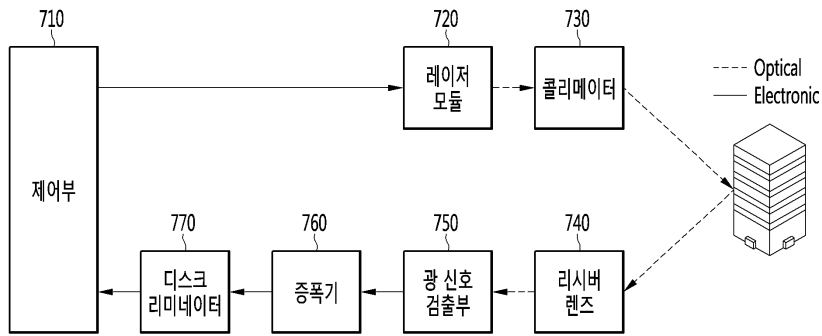 710
720
730
레이저
모듈
콜리메이터
Optical
Electronic
제어부
770
760
750
740
디스크
리미네이터
증폭기
광 신호
검출부
리시버
렌즈